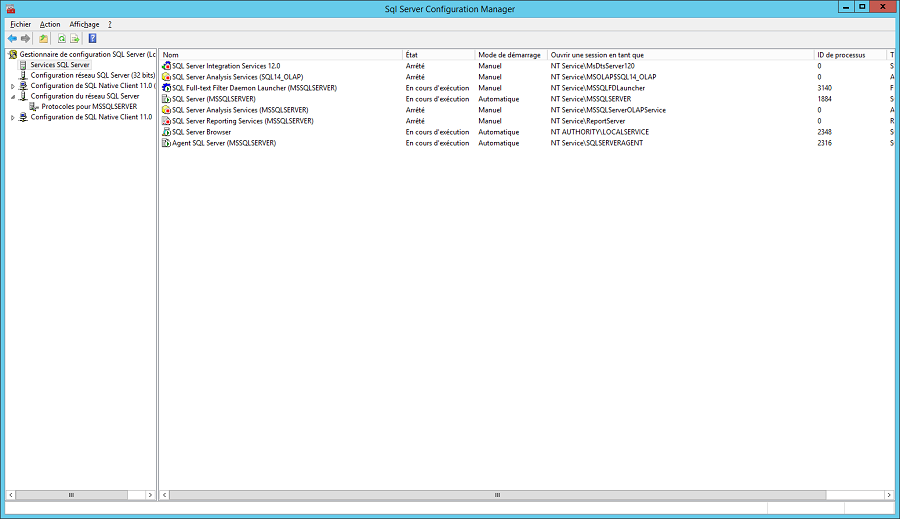 Sql Server Configuration Manager
Fichier Action Affichage ?
Gestionnaire de configuration SQL Server (Lc
Services SQL Server
Configuration réseau SQL Server (32 bits)
Configuration de SQL Native Client 11.0 (
Configuration du réseau SQL Server
Protocoles pour MSSQLSERVER
Configuration de SQL Native Client 11.0
Nom État Mode de démarrage Ouvrir une session en tant que ID de processus T
SQL Server Integration Services 12.0 Arrêté Manuel NT Service\MsDtsServer120 0 S
SQL Server Analysis Services (SQL14_OLAP) Arrêté Manuel NT Service\MSOLAP$SQL14_OLAP 0 A
SQL Full-text Filter Daemon Launcher (MSSQLSERVER) En cours d'exécution Manuel NT Service\MSSQLFDLauncher 3140 F
SQL Server (MSSQLSERVER) En cours d'exécution Automatique NT Service\MSSQLSERVER 1884 S
SQL Server Analysis Services (MSSQLSERVER) Arrêté Manuel NT Service\MSSQLServerOLAPService 0 A
SQL Server Reporting Services (MSSQLSERVER) Arrêté Manuel NT Service\ReportServer 0 R
SQL Server Browser En cours d'exécution Automatique NT AUTHORITY\LOCALSERVICE 2348 S
Agent SQL Server (MSSQLSERVER) En cours d'exécution Automatique NT Service\SQLSERVERAGENT 2316 S